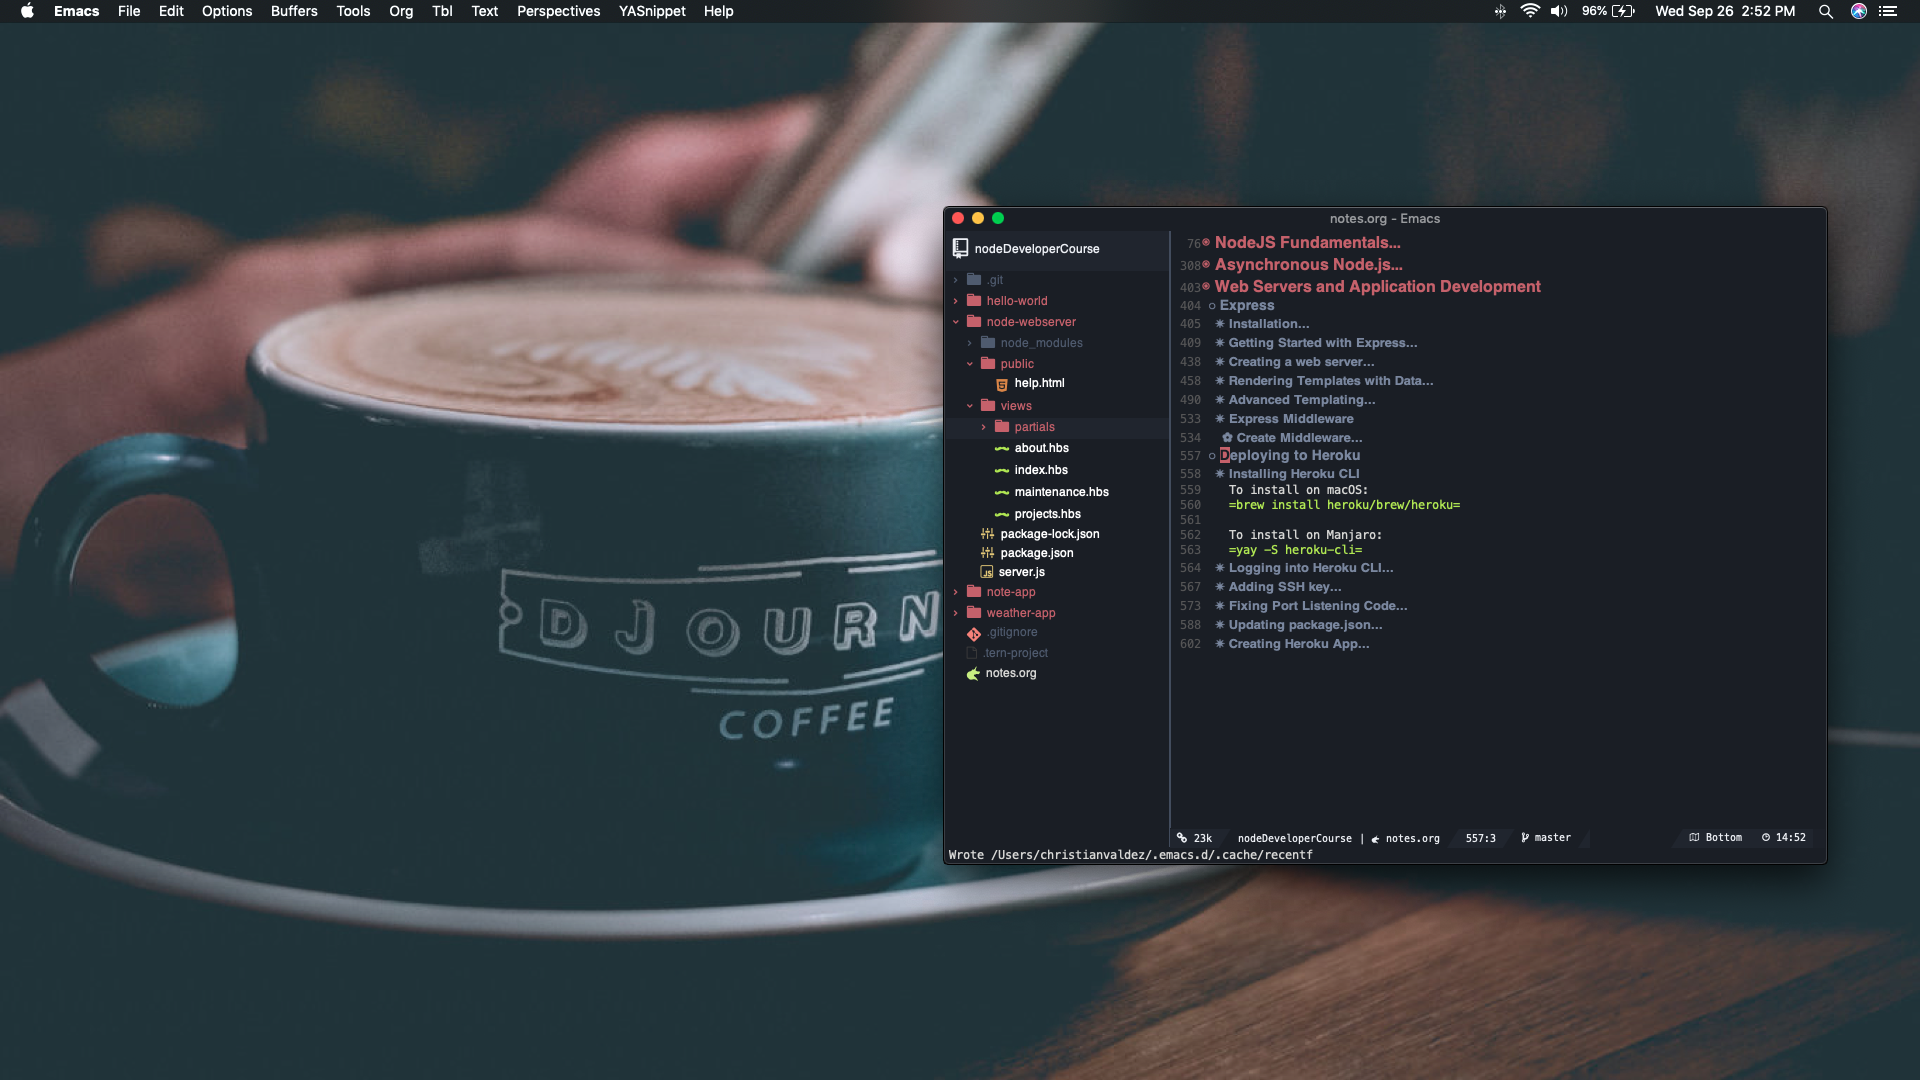 Emacs File Edit Options Buffers Tools Org Tbl Text Perspectives YASnippet Help 96% Wed Sep 26 2:52 PM
notes.org - Emacs
nodeDeveloperCourse
.git
hello-world
node-webserver
node_modules
public
help.html
views
partials
about.hbs
index.hbs
maintenance.hbs
projects.hbs
package-lock.json
package.json
server.js
note-app
weather-app
.gitignore
.tern-project
notes.org
76 NodeJS Fundamentals...
308 Asynchronous Node.js...
403 Web Servers and Application Development
404 Express
405 Installation...
409 Getting Started with Express...
438 Creating a web server...
458 Rendering Templates with Data...
490 Advanced Templating...
533 Express Middleware
534 Create Middleware...
557 Deploying to Heroku
558 Installing Heroku CLI
559 To install on macOS:
560 =brew install heroku/brew/heroku=
561
562 To install on Manjaro:
563 =yay -S heroku-cli=
564 Logging into Heroku CLI...
567 Adding SSH key...
573 Fixing Port Listening Code...
588 Updating package.json...
602 Creating Heroku App...
23k nodeDeveloperCourse | notes.org 557:3 master Bottom 14:52
Wrote /Users/christianvaldez/.emacs.d/.cache/recentf
DJOURN
COFFEE